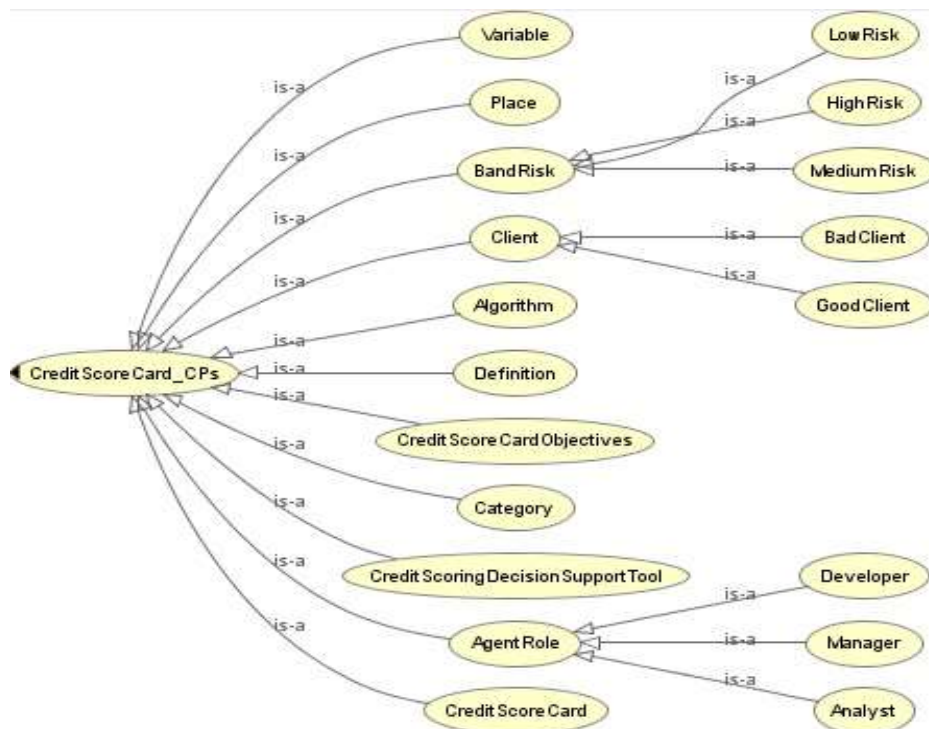 Variable
Low Risk
is-a
is-a
Place
High Risk
is-a
is-a
Band Risk
Medium Risk
is-a
is-a
Client
is-a
Bad Client
is-a
is-a
Algorithm
Good Client
is-a
Credit Score Card_CPs
is-a
Definition
is-a
Credit Score Card Objectives
is-a
Category
is-a
Credit Scoring Decision Support Tool
Developer
is-a
is-a
Agent Role
is-a
Manager
is-a
is-a
Credit Score Card
Analyst